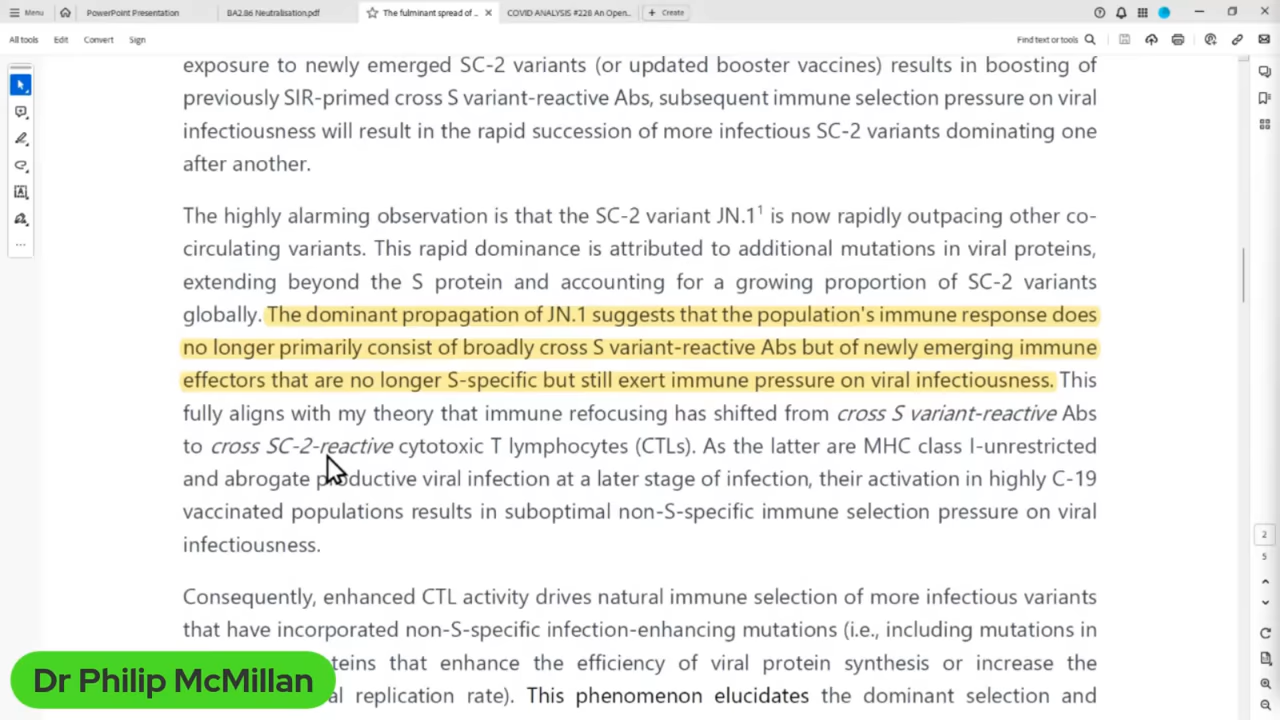 Menu
PowerPoint Presentation
BA2.86 Neutralisation.pdf
The fulminant spread of ...
COVID ANALYSIS #228 An Open...
+ Create
All tools
Edit
Convert
Sign
Find text or tools
exposure to newly emerged SC-2 variants (or updated booster vaccines) results in boosting of
previously SIR-primed cross S variant-reactive Abs, subsequent immune selection pressure on viral
infectiousness will result in the rapid succession of more infectious SC-2 variants dominating one
after another.
The highly alarming observation is that the SC-2 variant JN.1¹ is now rapidly outpacing other co-
circulating variants. This rapid dominance is attributed to additional mutations in viral proteins,
extending beyond the S protein and accounting for a growing proportion of SC-2 variants
globally. The dominant propagation of JN.1 suggests that the population's immune response does
no longer primarily consist of broadly cross S variant-reactive Abs but of newly emerging immune
effectors that are no longer S-specific but still exert immune pressure on viral infectiousness. This
fully aligns with my theory that immune refocusing has shifted from cross S variant-reactive Abs
to cross SC-2-reactive cytotoxic T lymphocytes (CTLs). As the latter are MHC class I-unrestricted
and abrogate productive viral infection at a later stage of infection, their activation in highly C-19
vaccinated populations results in suboptimal non-S-specific immune selection pressure on viral
infectiousness.
Consequently, enhanced CTL activity drives natural immune selection of more infectious variants
that have incorporated non-S-specific infection-enhancing mutations (i.e., including mutations in
teins that enhance the efficiency of viral protein synthesis or increase the
al replication rate). This phenomenon elucidates the dominant selection and
2
5
Dr Philip McMillan